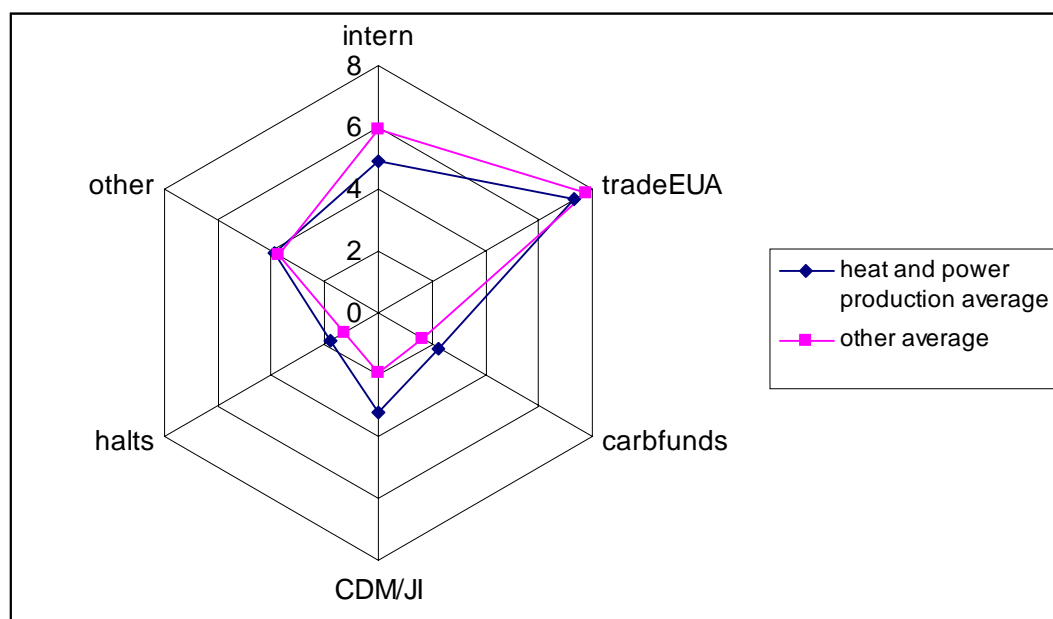 intern
8
6
4
2
0
other
tradeEUA
halts
carbfunds
CDM/JI
heat and power
production average
other average